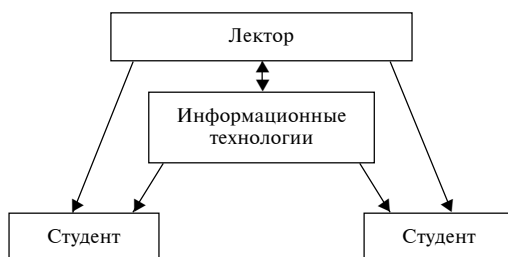 Лектор
Информационные
технологии
Студент
Студент